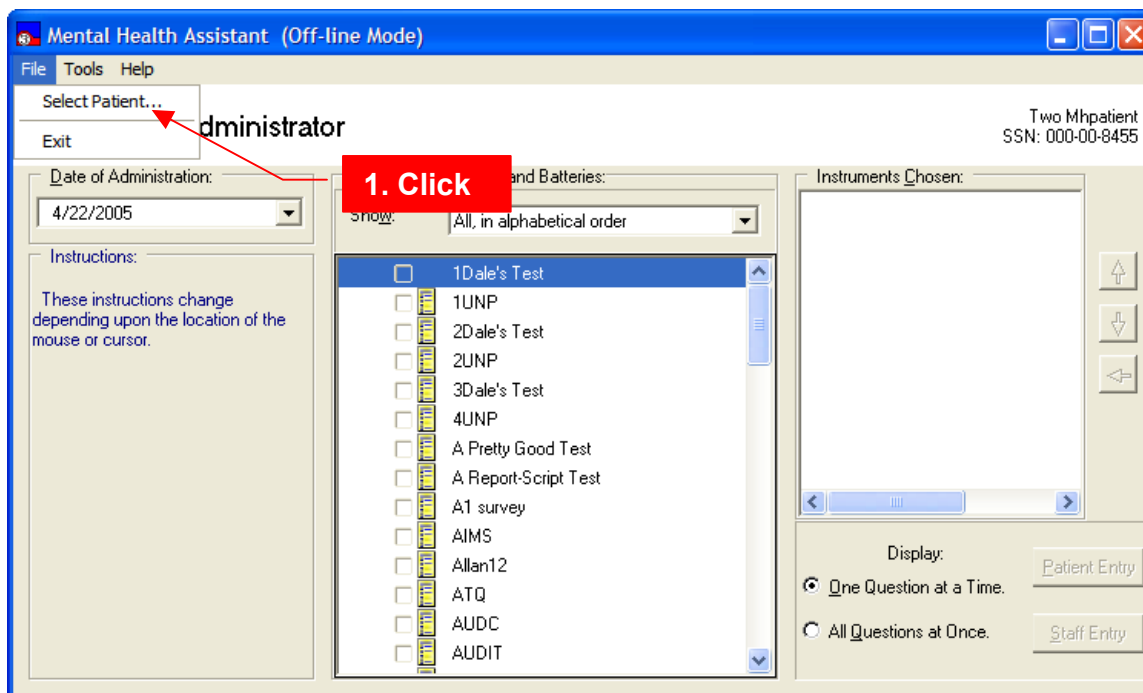 Mental Health Assistant (Off-line Mode)
File Tools Help
Select Patient...
Exit
dministrator
Two Mhpatient
SSN: 000-00-8455
Date of Administration:
4/22/2005
Instructions:
These instructions change
depending upon the location of the
mouse or cursor.
1. Click
and Batteries:
Show:
All, in alphabetical order
1Dale's Test
1UNP
2Dale's Test
2UNP
3Dale's Test
4UNP
A Pretty Good Test
A Report-Script Test
A1 survey
AIMS
Allan12
ATQ
AUDC
AUDIT
Instruments Chosen:
Display:
One Question at a Time.
All Questions at Once.
Patient Entry
Staff Entry